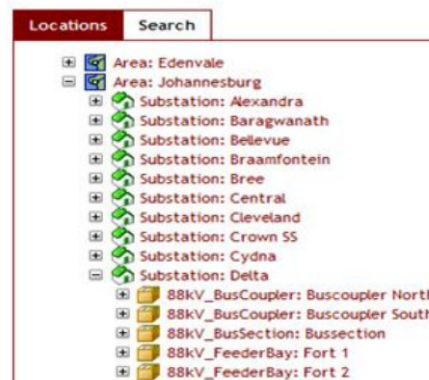 Locations Search
Area: Edenvale
Area: Johannesburg
Substation: Alexandra
Substation: Baragwanath
Substation: Bellevue
Substation: Braamfontein
Substation: Bree
Substation: Central
Substation: Cleveland
Substation: Crown SS
Substation: Cydna
Substation: Delta
88kV_BusCoupler: Buscoupler North
88kV_BusCoupler: Buscoupler South
88kV_BusSection: Bussection
88kV_FeederBay: Fort 1
88kV_FeederBay: Fort 2